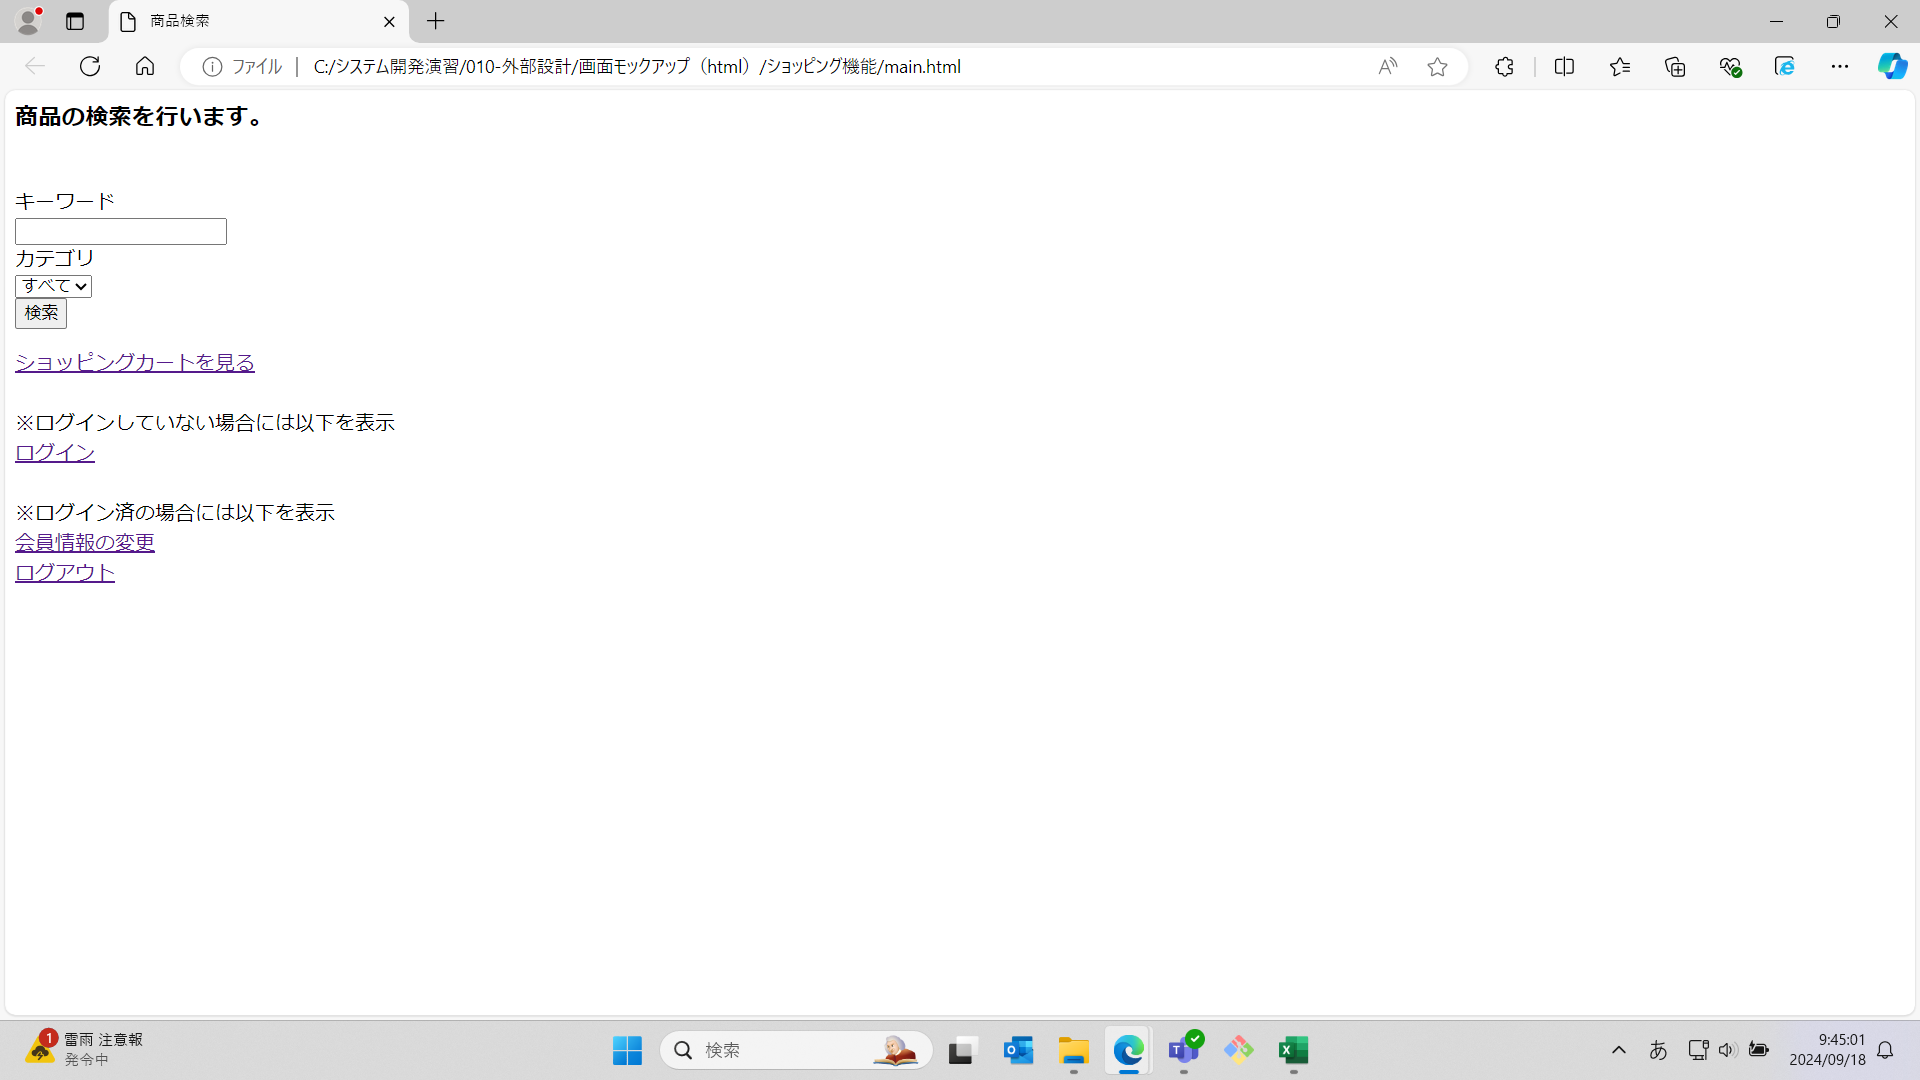 商品検索
ファイル | C:/システム開発演習/010-外部設計/画面モックアップ（html）/ショッピング機能/main.html
商品の検索を行います。
キーワード
カテゴリ
すべて
検索
ショッピングカートを見る
※ログインしていない場合には以下を表示
ログイン
※ログイン済の場合には以下を表示
会員情報の変更
ログアウト
1
雷雨 注意報
発令中
検索
あ
9:45:01
2024/09/18